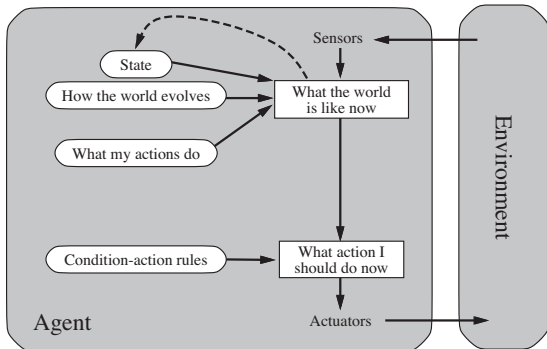 Sensors
State
How the world evolves
What the world
is like now
What my actions do
Condition-action rules
What action I
should do now
Agent
Actuators
Environment